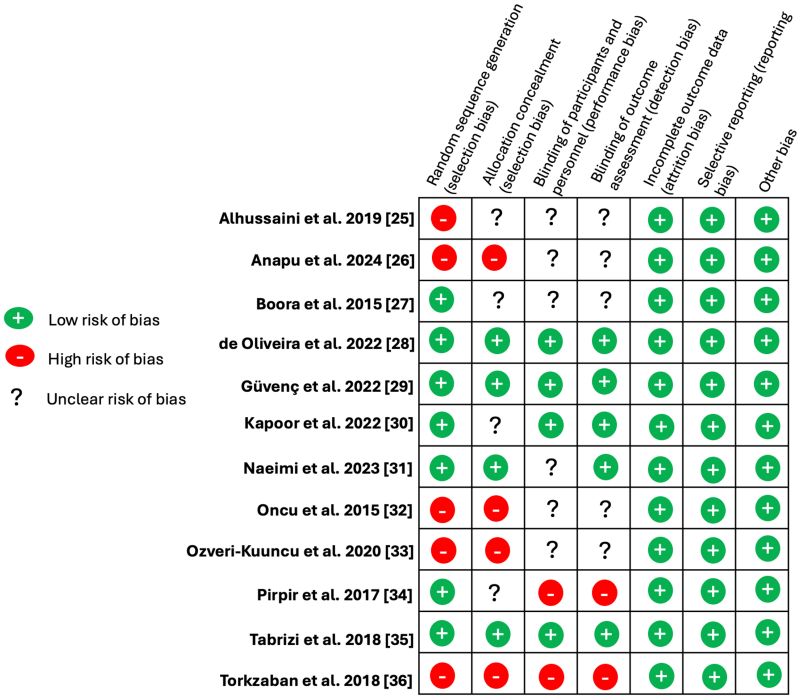 Random sequence generation
(selection bias)
Allocation concealment
(selection bias)
Blinding of participants and
personnel (performance bias)
Blinding of outcome
assessment (detection bias)
Incomplete outcome data
(attrition bias)
Selective reporting (reporting
bias)
Other bias
Alhussaini et al. 2019 [25] - ? ? ? + + +
Anapu et al. 2024 [26] - - ? ? + + +
Boora et al. 2015 [27] + ? ? ? + + +
de Oliveira et al. 2022 [28] + + + + + + +
Güvenç et al. 2022 [29] + + + + + + +
Kapoor et al. 2022 [30] + ? + + + + +
Naeimi et al. 2023 [31] + + ? + + + +
Oncu et al. 2015 [32] - - ? ? + + +
Ozveri-Kuuncu et al. 2020 [33] - - ? ? + + +
Pirpir et al. 2017 [34] + ? - - + + +
Tabrizi et al. 2018 [35] + + + + + + +
Torkzaban et al. 2018 [36] - - - - + + +
+ Low risk of bias
- High risk of bias
? Unclear risk of bias